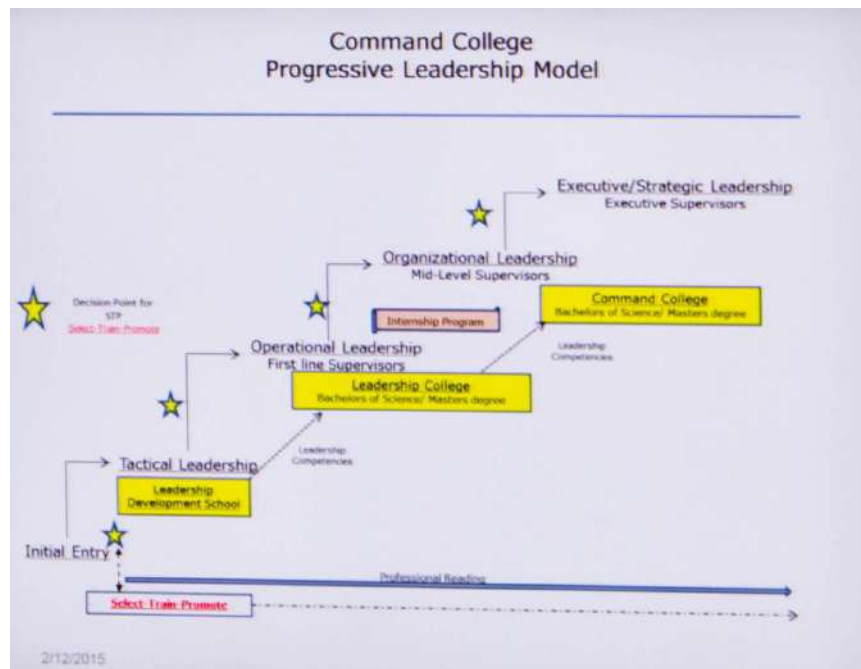 Command College
Progressive Leadership Model
Executive/Strategic Leadership
Executive Supervisors
Organizational Leadership
Mid-Level Supervisors
Decision Point for
STP
Select-Train-Promote
Internship Program
Command College
Bachelors of Science/ Masters degree
Operational Leadership
First line Supervisors
Leadership
Competencies
Leadership College
Bachelors of Science/ Masters degree
Leadership
Competencies
Tactical Leadership
Leadership
Development School
Initial Entry
Professional Reading
Select-Train-Promote
2/12/2015